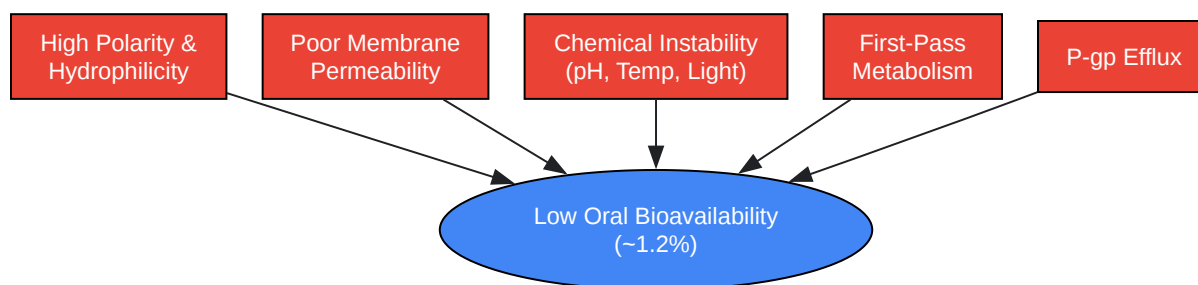 High Polarity &
Hydrophilicity
Poor Membrane
Permeability
Chemical Instability
(pH, Temp, Light)
First-Pass
Metabolism
P-gp Efflux
Low Oral Bioavailability
(~1.2%)